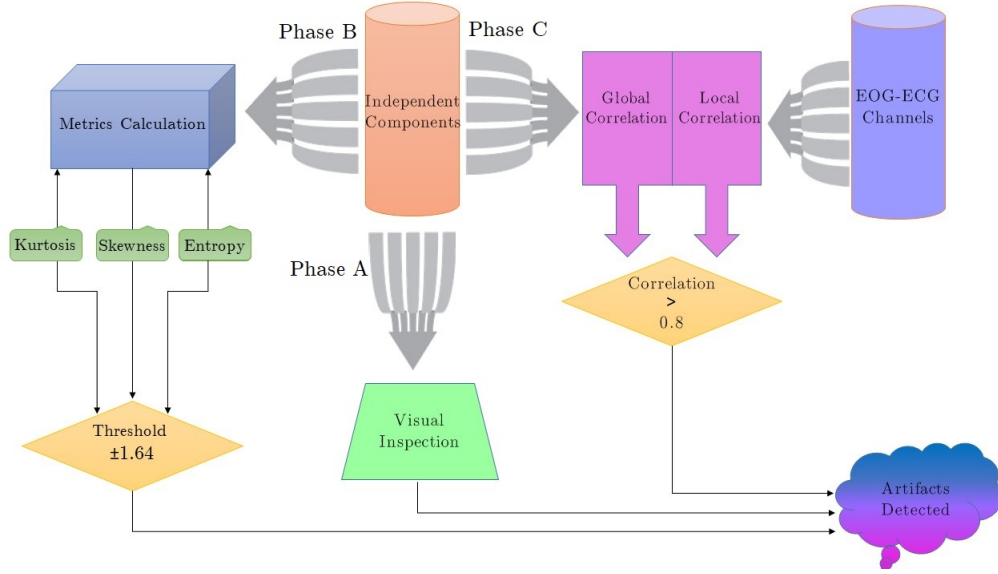 Phase B
Phase C
Independent
Components
Metrics Calculation
Global
Correlation
Local
Correlation
EOG-ECG
Channels
Kurtosis
Skewness
Entropy
Phase A
Correlation
>
0.8
Threshold
±1.64
Visual
Inspection
Artifacts
Detected